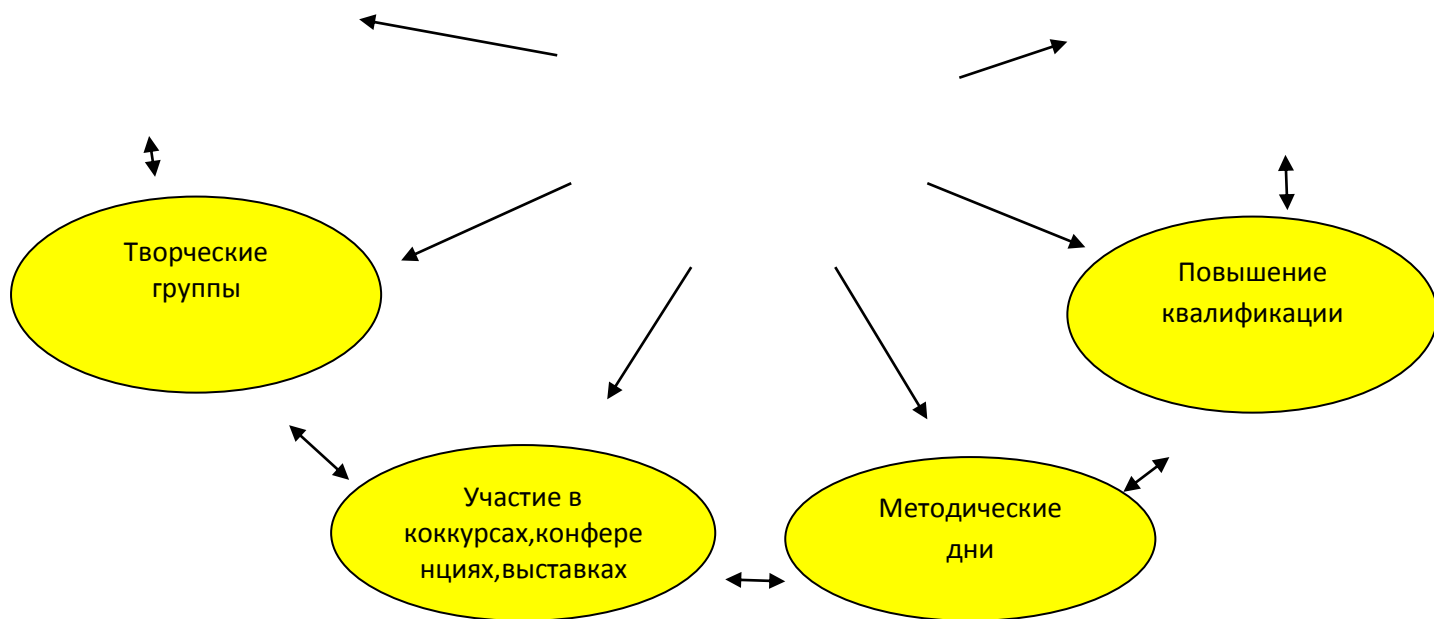 Творческие
группы
Повышение
квалификации
Участие в
коккурсах,конфере
нциях,выставках
Методические
дни